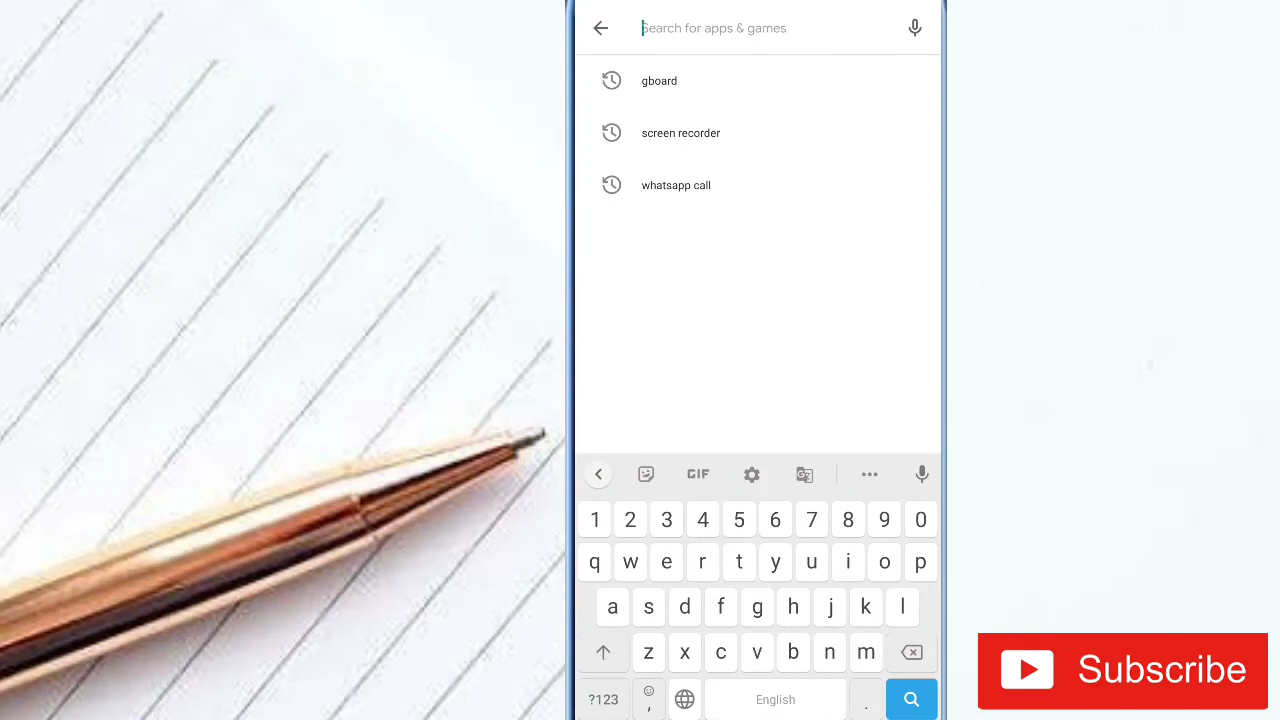 Search for apps & games
gboard
screen recorder
whatsapp call
GIF
1 2 3 4 5 6 7 8 9 0
q w e r t y u i o p
a s d f g h j k l
z x c v b n m
?123 , English .
Subscribe